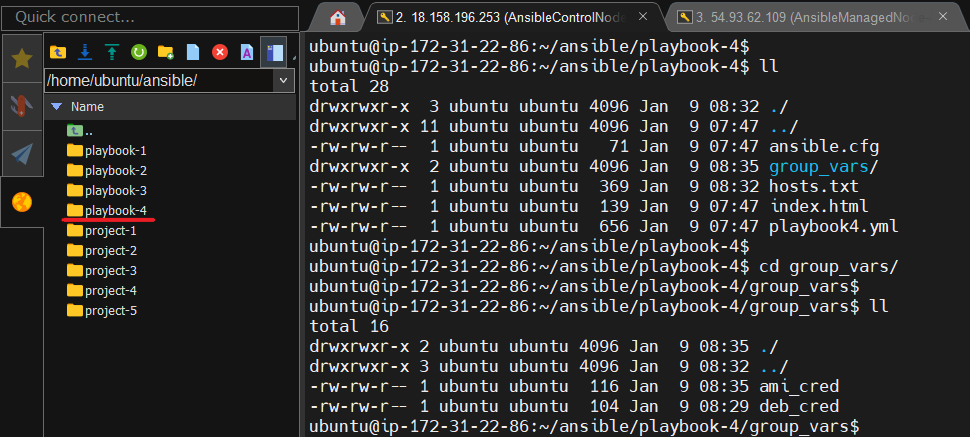 Quick connect...
2. 18.158.196.253 (AnsibleControlNode
3. 54.93.62.109 (AnsibleManagedNode
/home/ubuntu/ansible/
Name
..
playbook-1
playbook-2
playbook-3
playbook-4
project-1
project-2
project-3
project-4
project-5
ubuntu@ip-172-31-22-86:~/ansible/playbook-4$
ubuntu@ip-172-31-22-86:~/ansible/playbook-4$ ll
total 28
drwxrwxr-x  3 ubuntu ubuntu 4096 Jan  9 08:32 ./
drwxrwxr-x 11 ubuntu ubuntu 4096 Jan  9 07:47 ../
-rw-rw-r--  1 ubuntu ubuntu   71 Jan  9 07:47 ansible.cfg
drwxrwxr-x  2 ubuntu ubuntu 4096 Jan  9 08:35 group_vars/
-rw-rw-r--  1 ubuntu ubuntu  369 Jan  9 08:32 hosts.txt
-rw-rw-r--  1 ubuntu ubuntu  139 Jan  9 07:47 index.html
-rw-rw-r--  1 ubuntu ubuntu  656 Jan  9 07:47 playbook4.yml
ubuntu@ip-172-31-22-86:~/ansible/playbook-4$
ubuntu@ip-172-31-22-86:~/ansible/playbook-4$ cd group_vars/
ubuntu@ip-172-31-22-86:~/ansible/playbook-4/group_vars$
ubuntu@ip-172-31-22-86:~/ansible/playbook-4/group_vars$ ll
total 16
drwxrwxr-x 2 ubuntu ubuntu 4096 Jan  9 08:35 ./
drwxrwxr-x 3 ubuntu ubuntu 4096 Jan  9 08:32 ../
-rw-rw-r-- 1 ubuntu ubuntu  116 Jan  9 08:35 ami_cred
-rw-rw-r-- 1 ubuntu ubuntu  104 Jan  9 08:29 deb_cred
ubuntu@ip-172-31-22-86:~/ansible/playbook-4/group_vars$